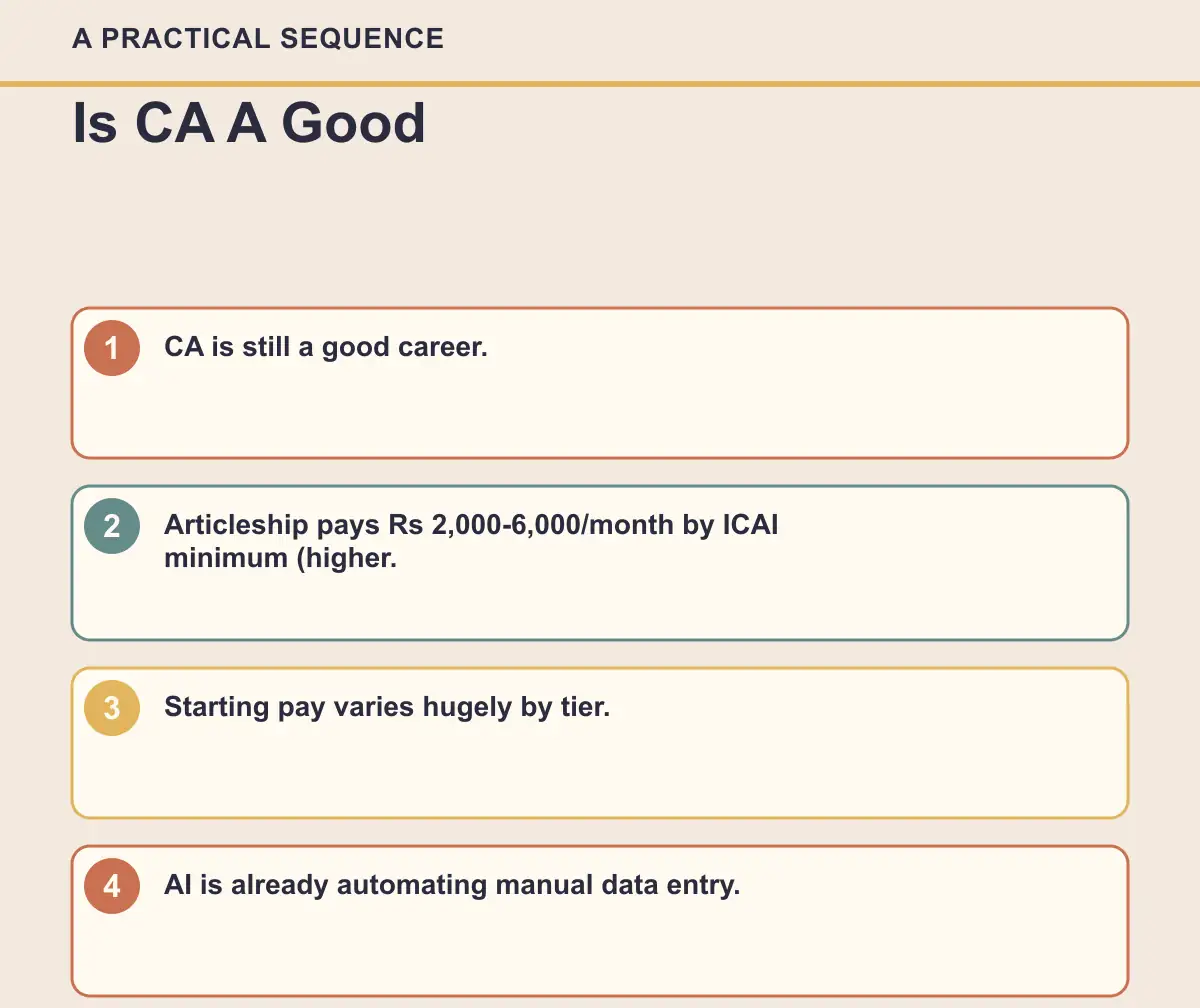 A PRACTICAL SEQUENCE
Is CA A Good
1
CA is still a good career.
2
Articleship pays Rs 2,000-6,000/month by ICAI
minimum (higher.
3
Starting pay varies hugely by tier.
4
AI is already automating manual data entry.